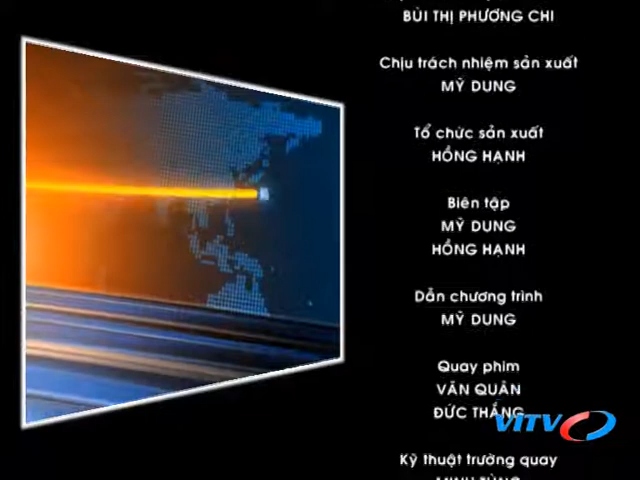 BÙI THỊ PHƯƠNG CHI
Chịu trách nhiệm sản xuất
MỸ DUNG
Tổ chức sản xuất
HỒNG HẠNH
Biên tập
MỸ DUNG
HỒNG HẠNH
Dẫn chương trình
MỸ DUNG
Quay phim
VĂN QUÂN
ĐỨC THẮNG
VITV
Kỹ thuật trường quay